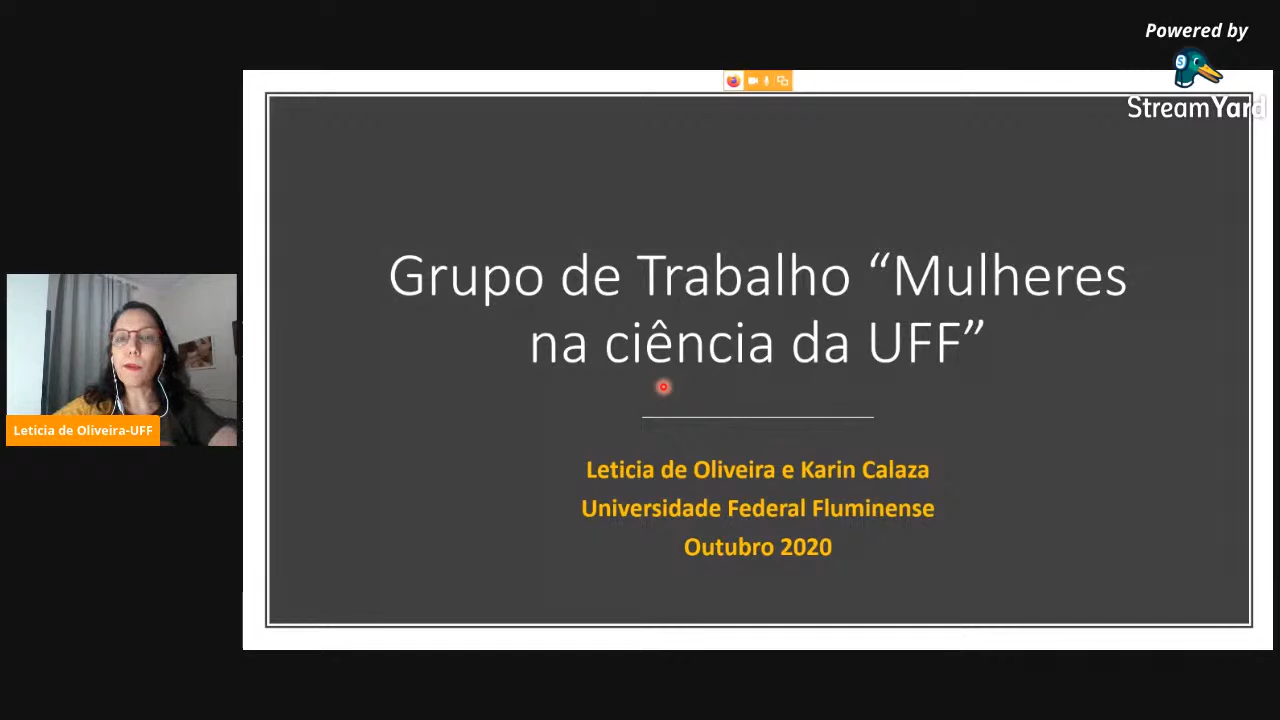 Powered by
StreamYard
Grupo de Trabalho “Mulheres
na ciência da UFF”
Leticia de Oliveira e Karin Calaza
Universidade Federal Fluminense
Outubro 2020
Leticia de Oliveira-UFF